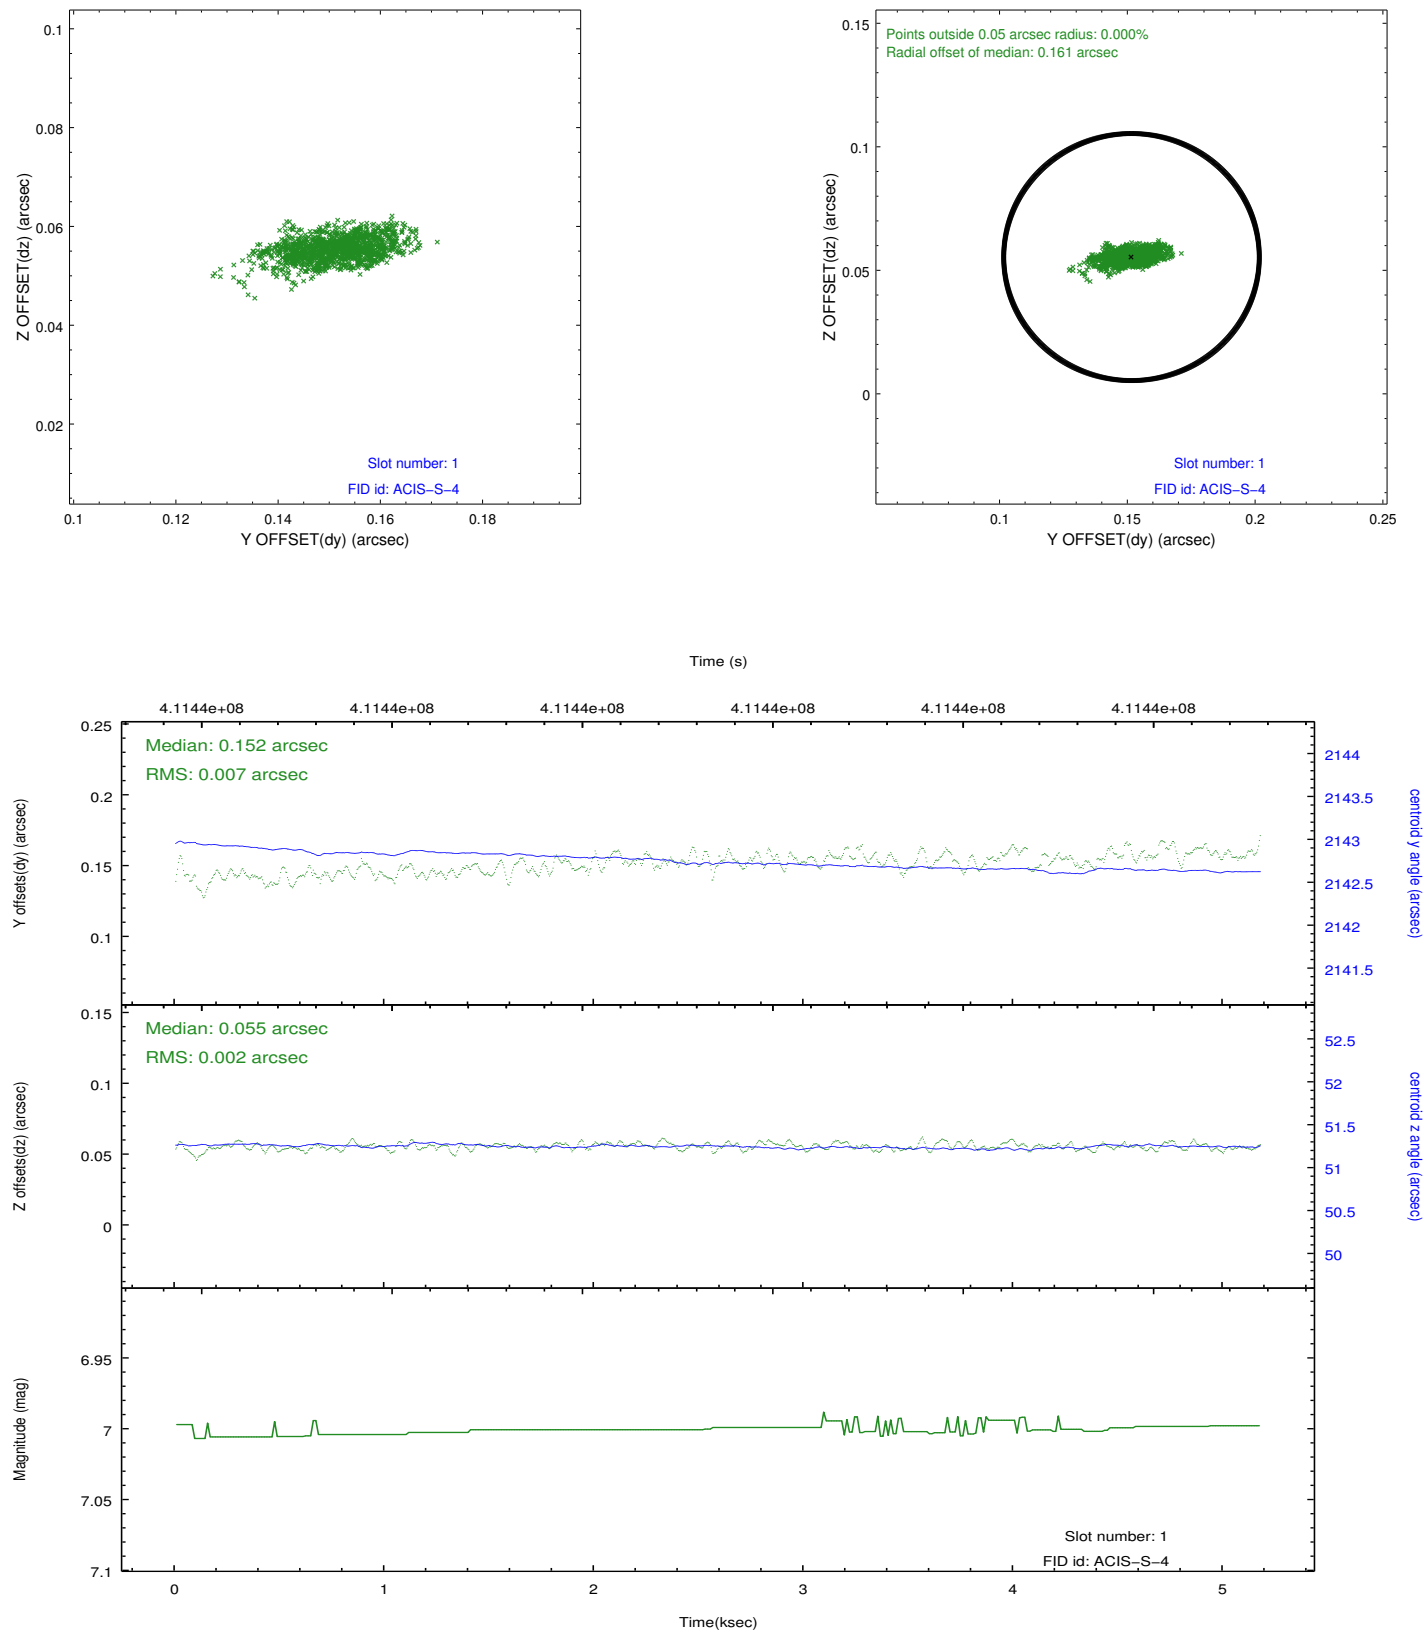 0.1
0.08
0.06
0.04
0.02
Z OFFSET(dz) (arcsec)
Slot number: 1
FID id: ACIS−S−4
0.1 0.12 0.14 0.16 0.18
Y OFFSET(dy) (arcsec)
Points outside 0.05 arcsec radius: 0.000%
Radial offset of median: 0.161 arcsec
0.15
0.1
0.05
0
Z OFFSET(dz) (arcsec)
Slot number: 1
FID id: ACIS−S−4
0.1 0.15 0.2 0.25
Y OFFSET(dy) (arcsec)
Time (s)
4.1144e+08 4.1144e+08 4.1144e+08 4.1144e+08 4.1144e+08 4.1144e+08
Median: 0.152 arcsec
RMS: 0.007 arcsec
0.25
0.2
0.15
0.1
Y offsets(dy) (arcsec)
2144
2143.5
2143
2142.5
2142
2141.5
centroid y angle (arcsec)
Median: 0.055 arcsec
RMS: 0.002 arcsec
0.15
0.1
0.05
0
Z offsets(dz) (arcsec)
52.5
52
51.5
51
50.5
50
centroid z angle (arcsec)
6.95
7
7.05
7.1
Magnitude (mag)
Slot number: 1
FID id: ACIS−S−4
0 1 2 3 4 5
Time(ksec)